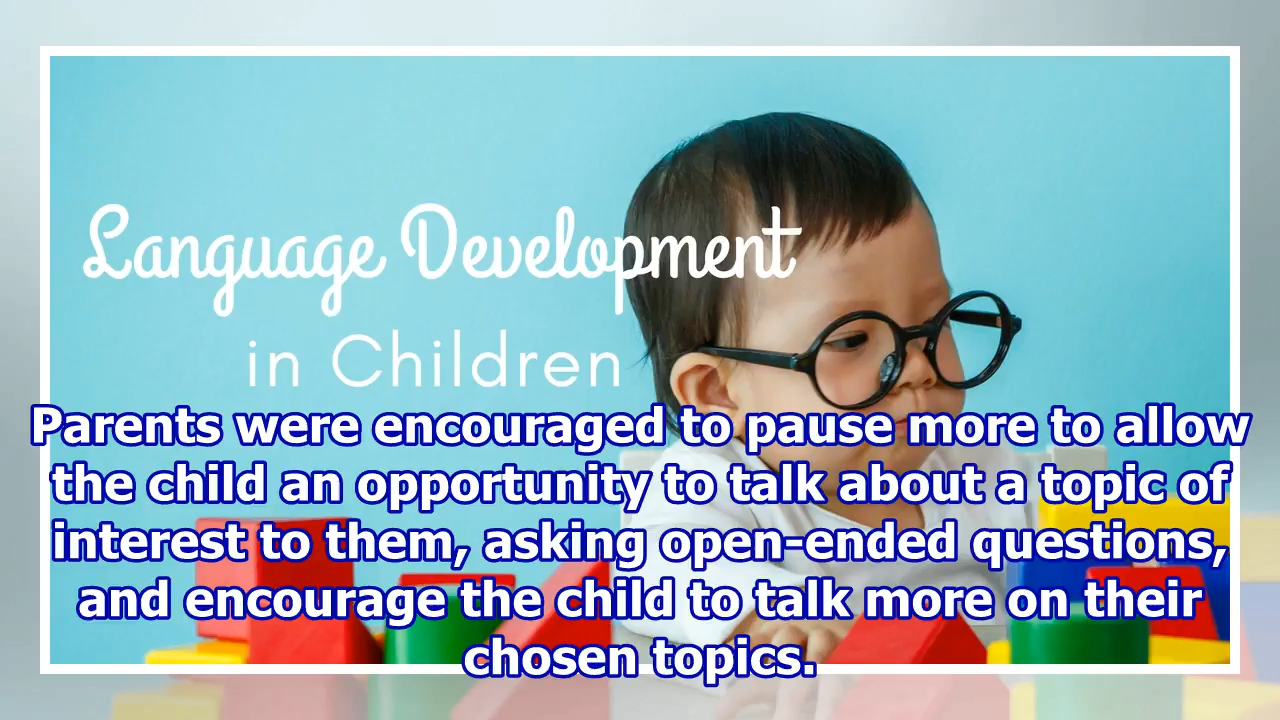 Language Development
in Children
Parents were encouraged to pause more to allow
the child an opportunity to talk about a topic of
interest to them, asking open-ended questions,
and encourage the child to talk more on their
chosen topics.